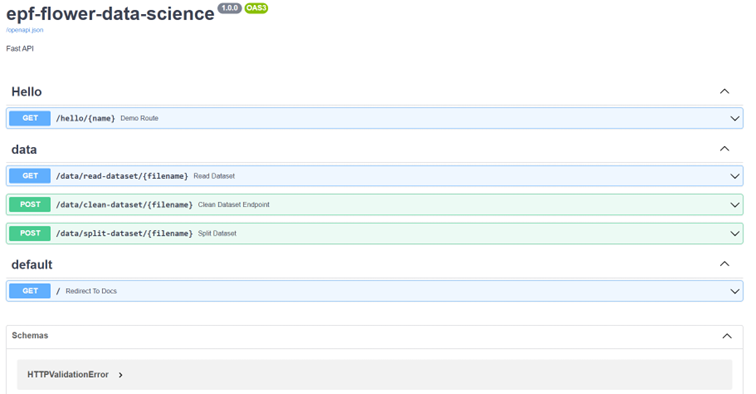 epf-flower-data-science 1.0.0 OAS3
/openapi.json
Fast API
Hello
GET /hello/{name} Demo Route
data
GET /data/read-dataset/{filename} Read Dataset
POST /data/clean-dataset/{filename} Clean Dataset Endpoint
POST /data/split-dataset/{filename} Split Dataset
default
GET / Redirect To Docs
Schemas
HTTPValidationError